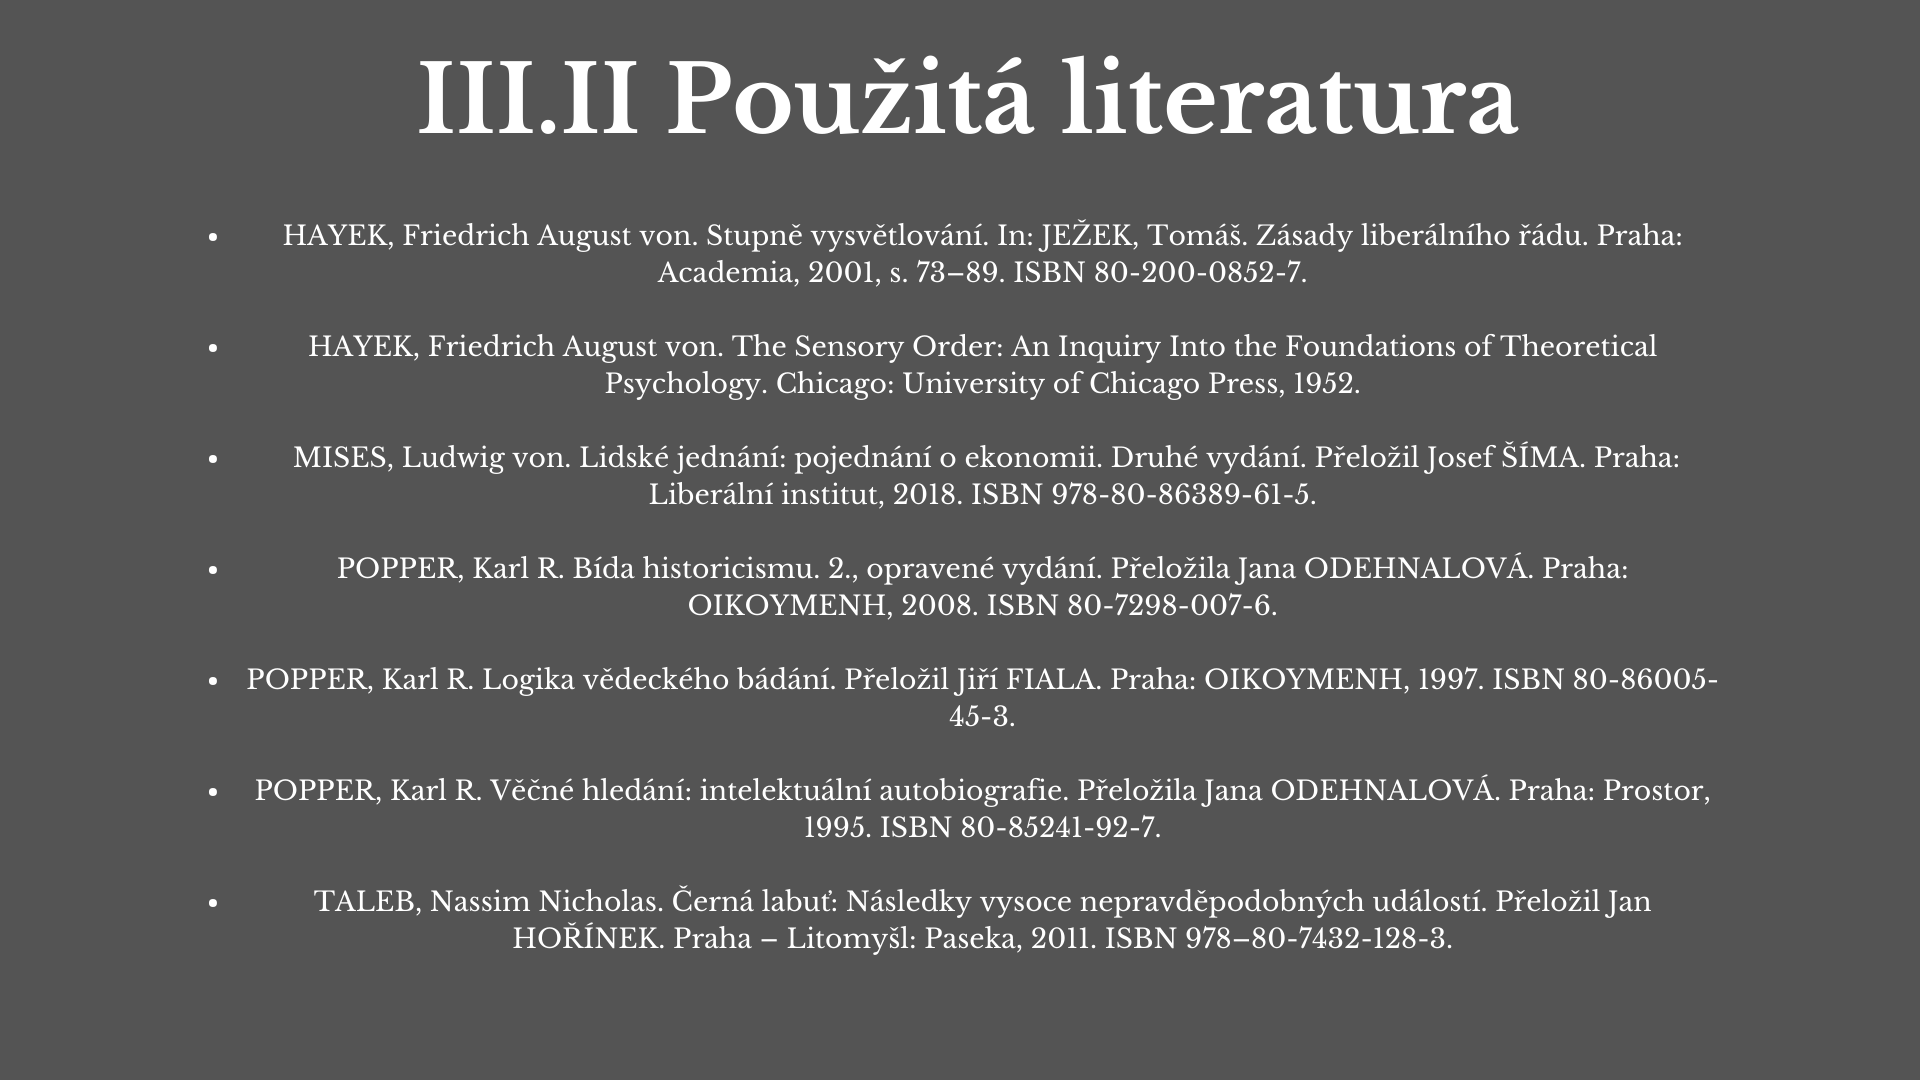 III.II Použitá literatura
• HAYEK, Friedrich August von. Stupně vysvětlování. In: JEŽEK, Tomáš. Zásady liberálního řádu. Praha:
Academia, 2001, s. 73–89. ISBN 80-200-0852-7.
• HAYEK, Friedrich August von. The Sensory Order: An Inquiry Into the Foundations of Theoretical
Psychology. Chicago: University of Chicago Press, 1952.
• MISES, Ludwig von. Lidské jednání: pojednání o ekonomii. Druhé vydání. Přeložil Josef ŠÍMA. Praha:
Liberální institut, 2018. ISBN 978-80-86389-61-5.
• POPPER, Karl R. Bída historicismu. 2., opravené vydání. Přeložila Jana ODEHNALOVÁ. Praha:
OIKOYMENH, 2008. ISBN 80-7298-007-6.
• POPPER, Karl R. Logika vědeckého bádání. Přeložil Jiří FIALA. Praha: OIKOYMENH, 1997. ISBN 80-86005-
45-3.
• POPPER, Karl R. Věčné hledání: intelektuální autobiografie. Přeložila Jana ODEHNALOVÁ. Praha: Prostor,
1995. ISBN 80-85241-92-7.
• TALEB, Nassim Nicholas. Černá labuť: Následky vysoce nepravděpodobných událostí. Přeložil Jan
HOŘÍNEK. Praha – Litomyšl: Paseka, 2011. ISBN 978–80-7432-128-3.